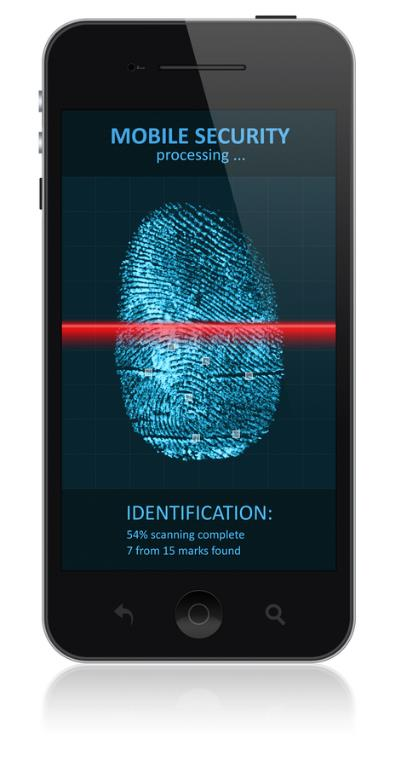 MOBILE SECURITY
processing ...
IDENTIFICATION:
54% scanning complete
7 from 15 marks found